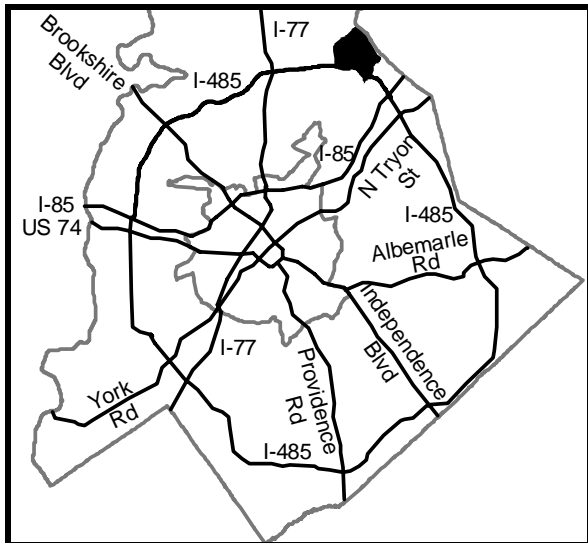 I-77
Brookshire
Blvd
I-485
I-85
N Tryon
St
I-85
US 74
I-485
Albemarle
Rd
Independence
Blvd
I-77
Providence
Rd
York
Rd
I-485